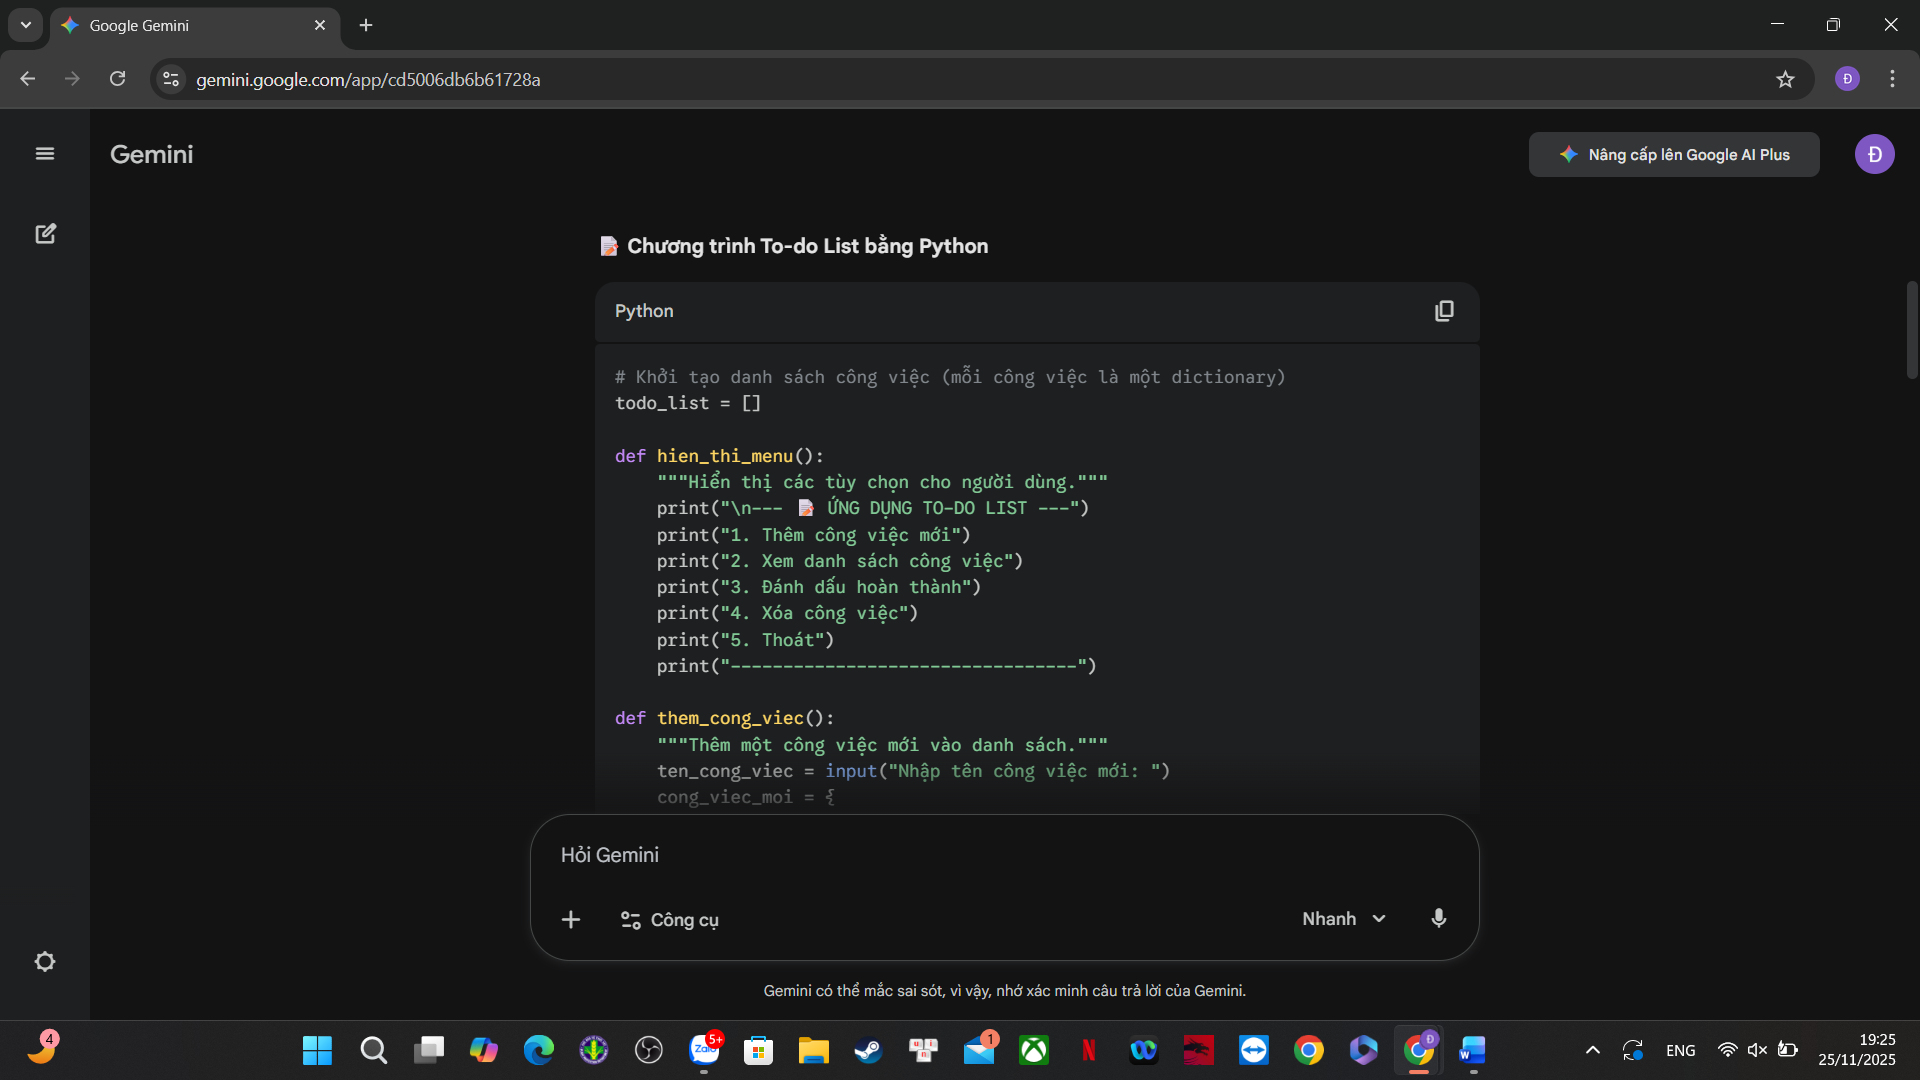 Google Gemini
gemini.google.com/app/cd5006db6b61728a
Đ
Gemini
Nâng cấp lên Google AI Plus
Đ
📝 Chương trình To-do List bằng Python
Python
# Khởi tạo danh sách công việc (mỗi công việc là một dictionary)
todo_list = []
def hien_thi_menu():
"""Hiển thị các tùy chọn cho người dùng."""
print("\n--- 📝 ỨNG DỤNG TO-DO LIST ---")
print("1. Thêm công việc mới")
print("2. Xem danh sách công việc")
print("3. Đánh dấu hoàn thành")
print("4. Xóa công việc")
print("5. Thoát")
print("---------------------------------")
def them_cong_viec():
"""Thêm một công việc mới vào danh sách."""
ten_cong_viec = input("Nhập tên công việc mới: ")
cong_viec_moi = {
Hỏi Gemini
Công cụ
Nhanh
Gemini có thể mắc sai sót, vì vậy, nhớ xác minh câu trả lời của Gemini.
4
Zalo
5+
1
N
Đ
W
ENG
19:25
25/11/2025